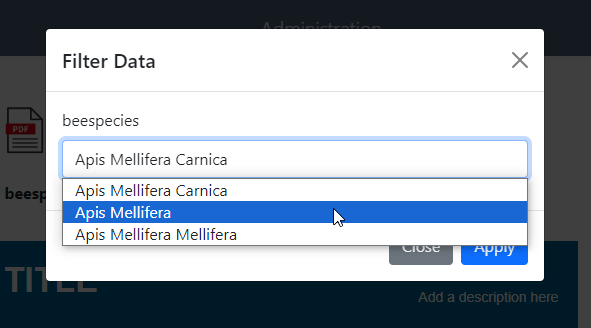 Administration
Filter Data
PDF
beespecies
Apis Mellifera Carnica
Apis Mellifera Carnica
beesp
Apis Mellifera
Apis Mellifera Mellifera
Close Apply
TITLE
Add a description here